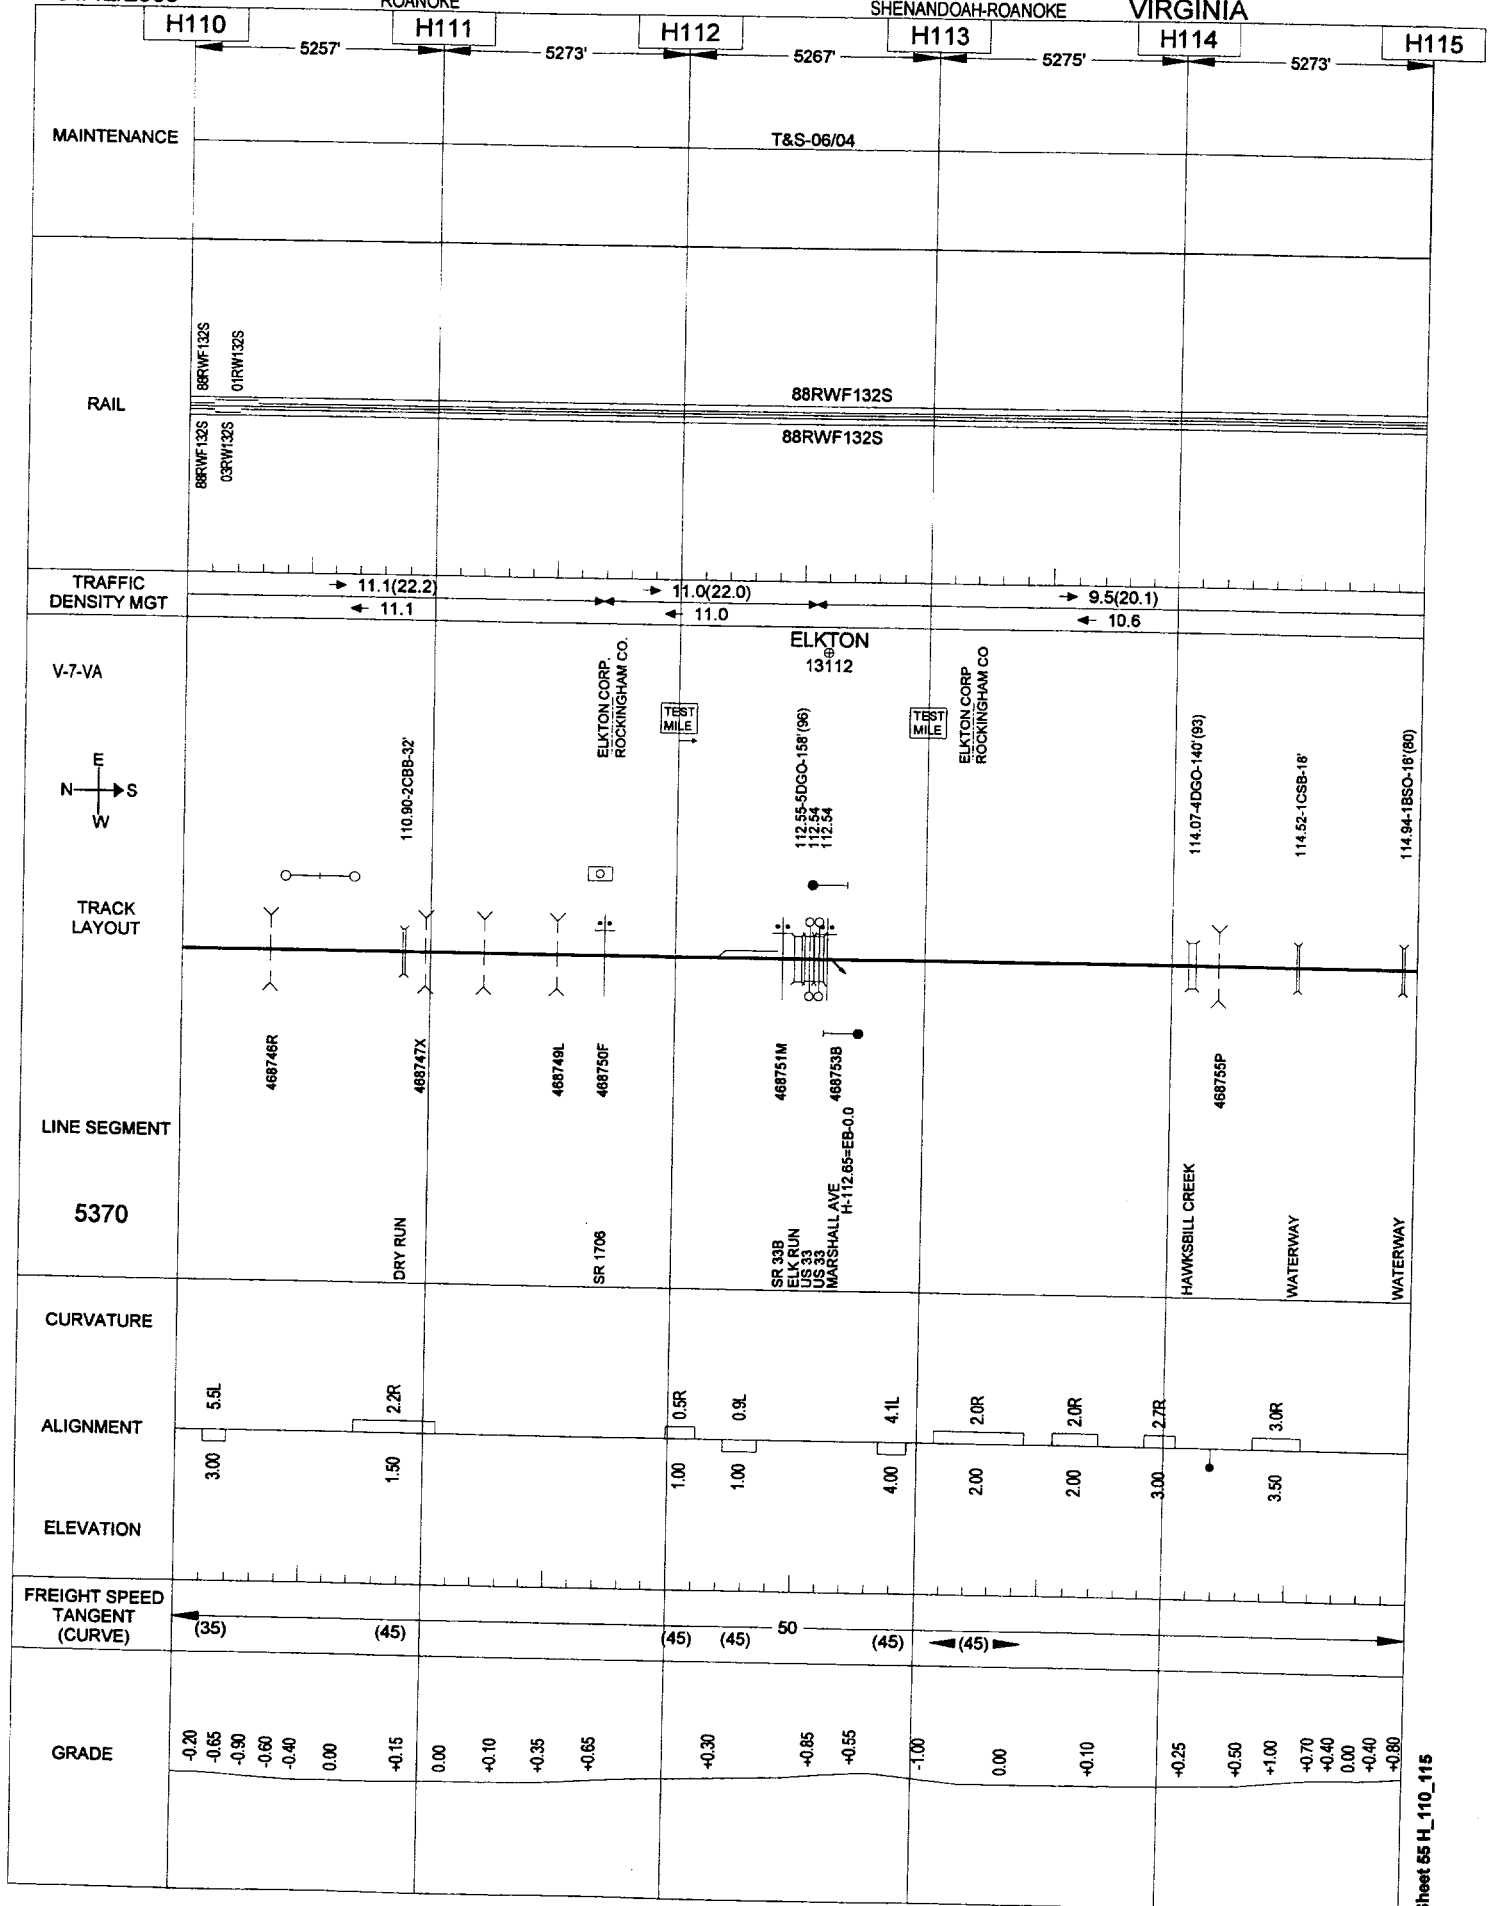 ROANOKE
SHENANDOAH-ROANOKE
VIRGINIA
H110
H111
H112
H113
H114
H115
5257'
5273'
5267'
5275'
5273'
MAINTENANCE
T&S-06/04
RAIL
88RWF132S
01RW132S
88RWF132S
03RW132S
88RWF132S
88RWF132S
TRAFFIC
DENSITY MGT
11.1(22.2)
11.1
11.0(22.0)
11.0
9.5(20.1)
10.6
V-7-VA
N
E
S
W
ELKTON
13112
ELKTON CORP.
ROCKINGHAM CO.
TEST
MILE
TEST
MILE
ELKTON CORP
ROCKINGHAM CO
110.90-2CBB-32'
112.55-5DGO-158'(96)
112.54
112.54
114.07-4DGO-140'(93)
114.52-1CSB-18'
114.94-1BSO-16'(80)
TRACK
LAYOUT
468746R
468747X
468749L
468750F
468751M
468753B
468755P
LINE SEGMENT
5370
DRY RUN
SR 1706
SR 33B
ELK RUN
US 33
US 33
MARSHALL AVE
H-112.65=EB-0.0
HAWKSBILL CREEK
WATERWAY
WATERWAY
CURVATURE
ALIGNMENT
5.5L
2.2R
0.5R
0.9L
4.1L
2.0R
2.0R
2.7R
3.0R
3.00
1.50
1.00
1.00
4.00
2.00
2.00
3.00
3.50
ELEVATION
FREIGHT SPEED
TANGENT
(CURVE)
50
(35)
(45)
(45)
(45)
(45)
(45)
GRADE
-0.20
-0.65
-0.90
-0.60
-0.40
0.00
+0.15
0.00
+0.10
+0.35
+0.65
+0.30
+0.85
+0.55
-1.00
0.00
+0.10
+0.25
+0.50
+1.00
+0.70
+0.40
0.00
+0.40
+0.80
Sheet 55 H_110_115